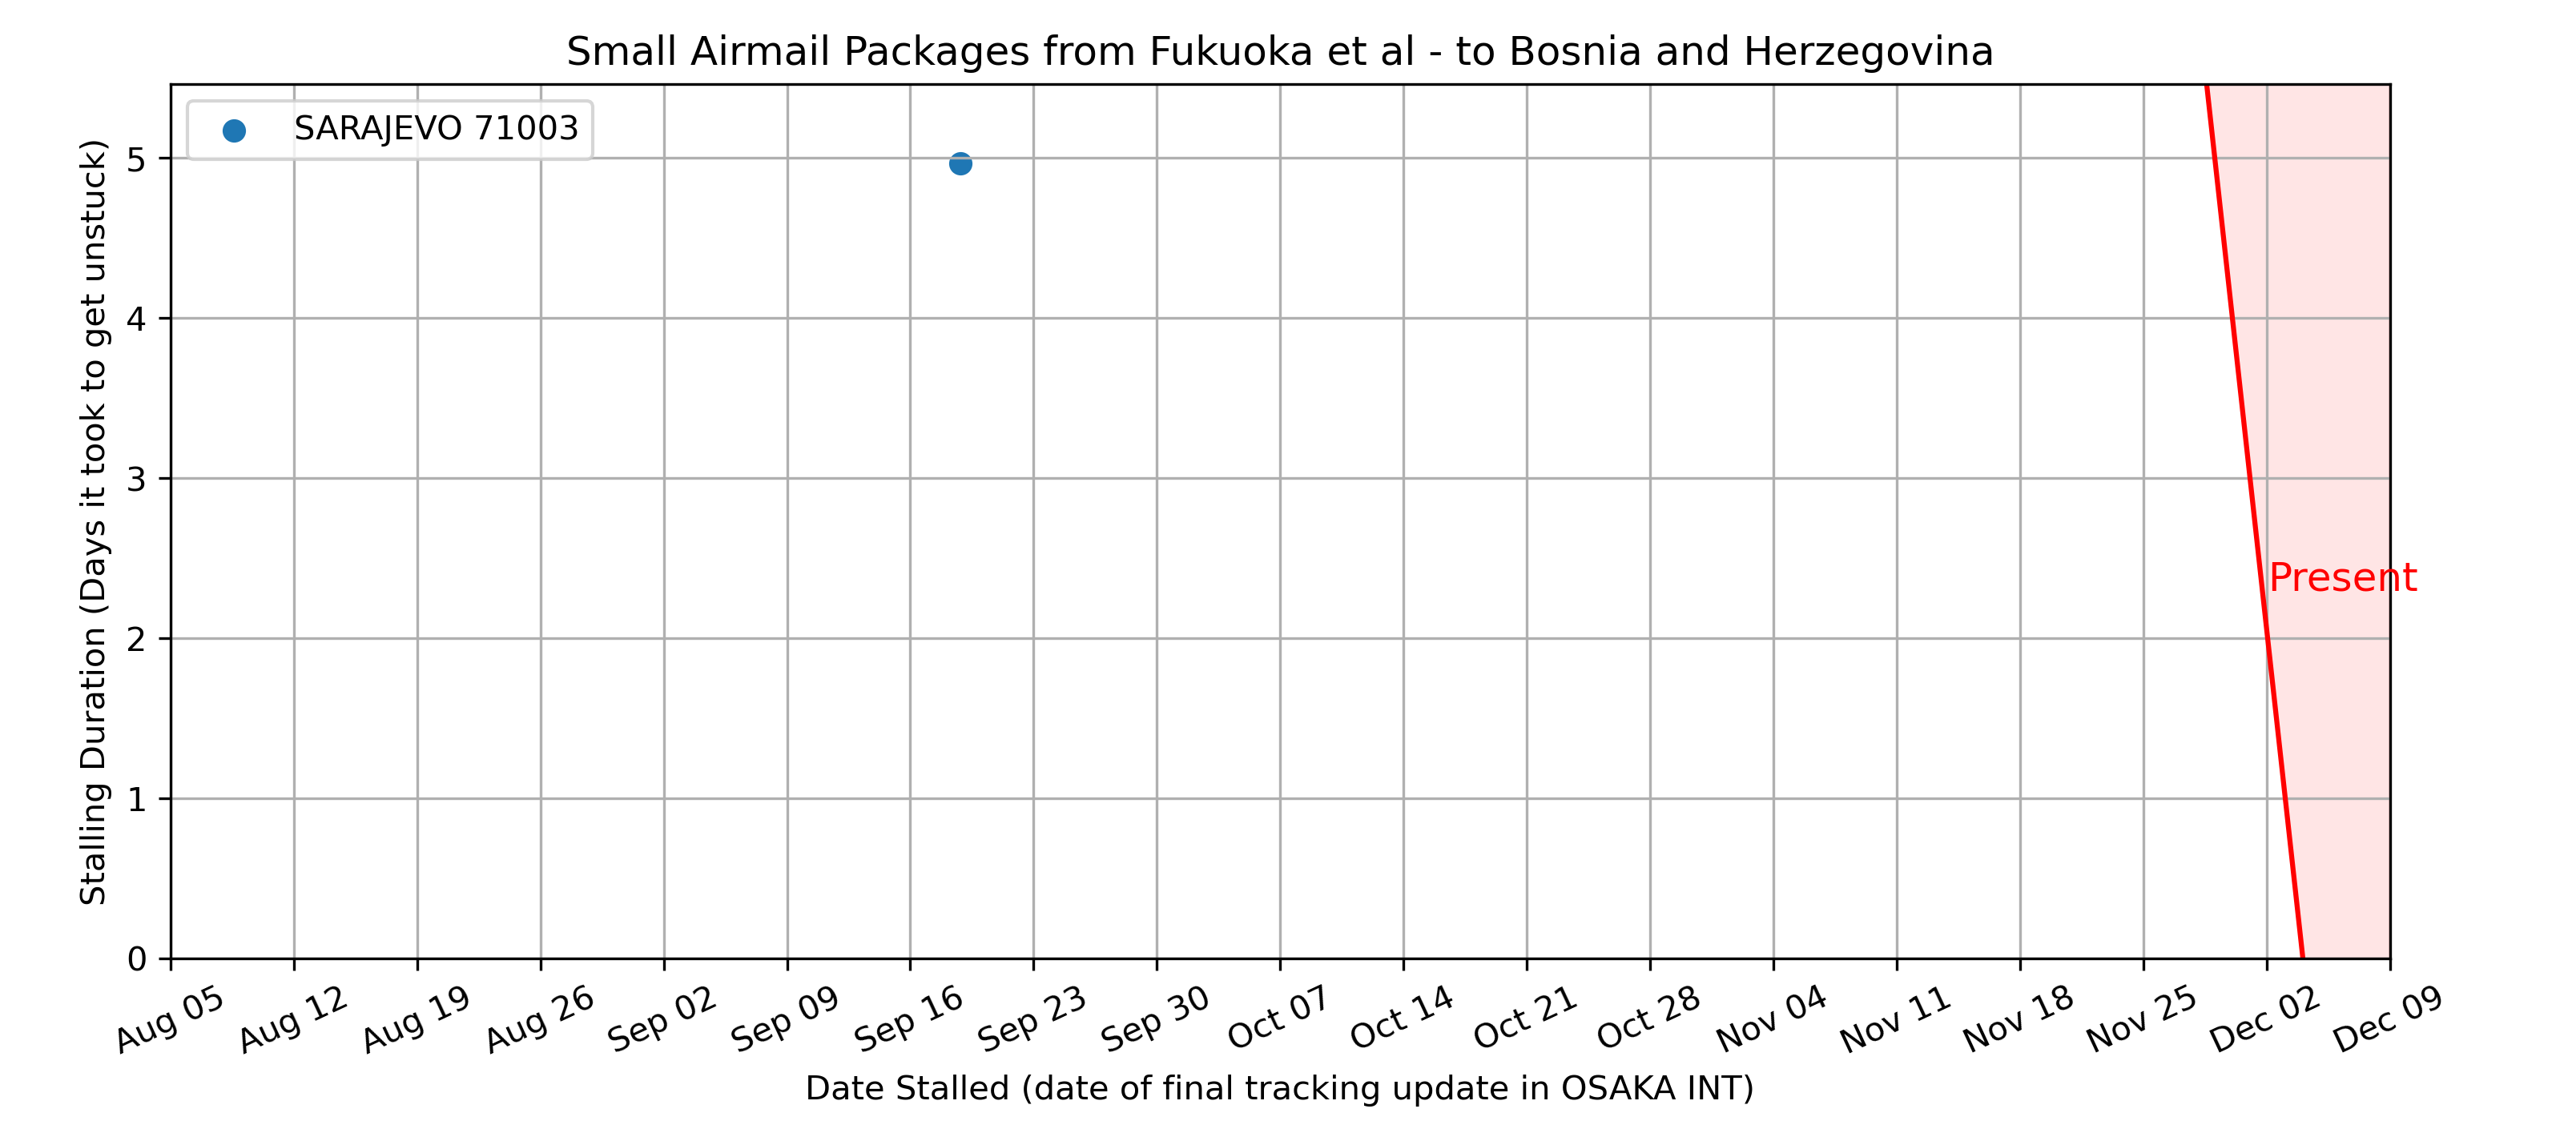 Small Airmail Packages from Fukuoka et al - to Bosnia and Herzegovina
SARAJEVO 71003
Stalling Duration (Days it took to get unstuck)
5
4
3
2
1
0
Present
Aug 05
Aug 12
Aug 19
Aug 26
Sep 02
Sep 09
Sep 16
Sep 23
Sep 30
Oct 07
Oct 14
Oct 21
Oct 28
Nov 04
Nov 11
Nov 18
Nov 25
Dec 02
Dec 09
Date Stalled (date of final tracking update in OSAKA INT)